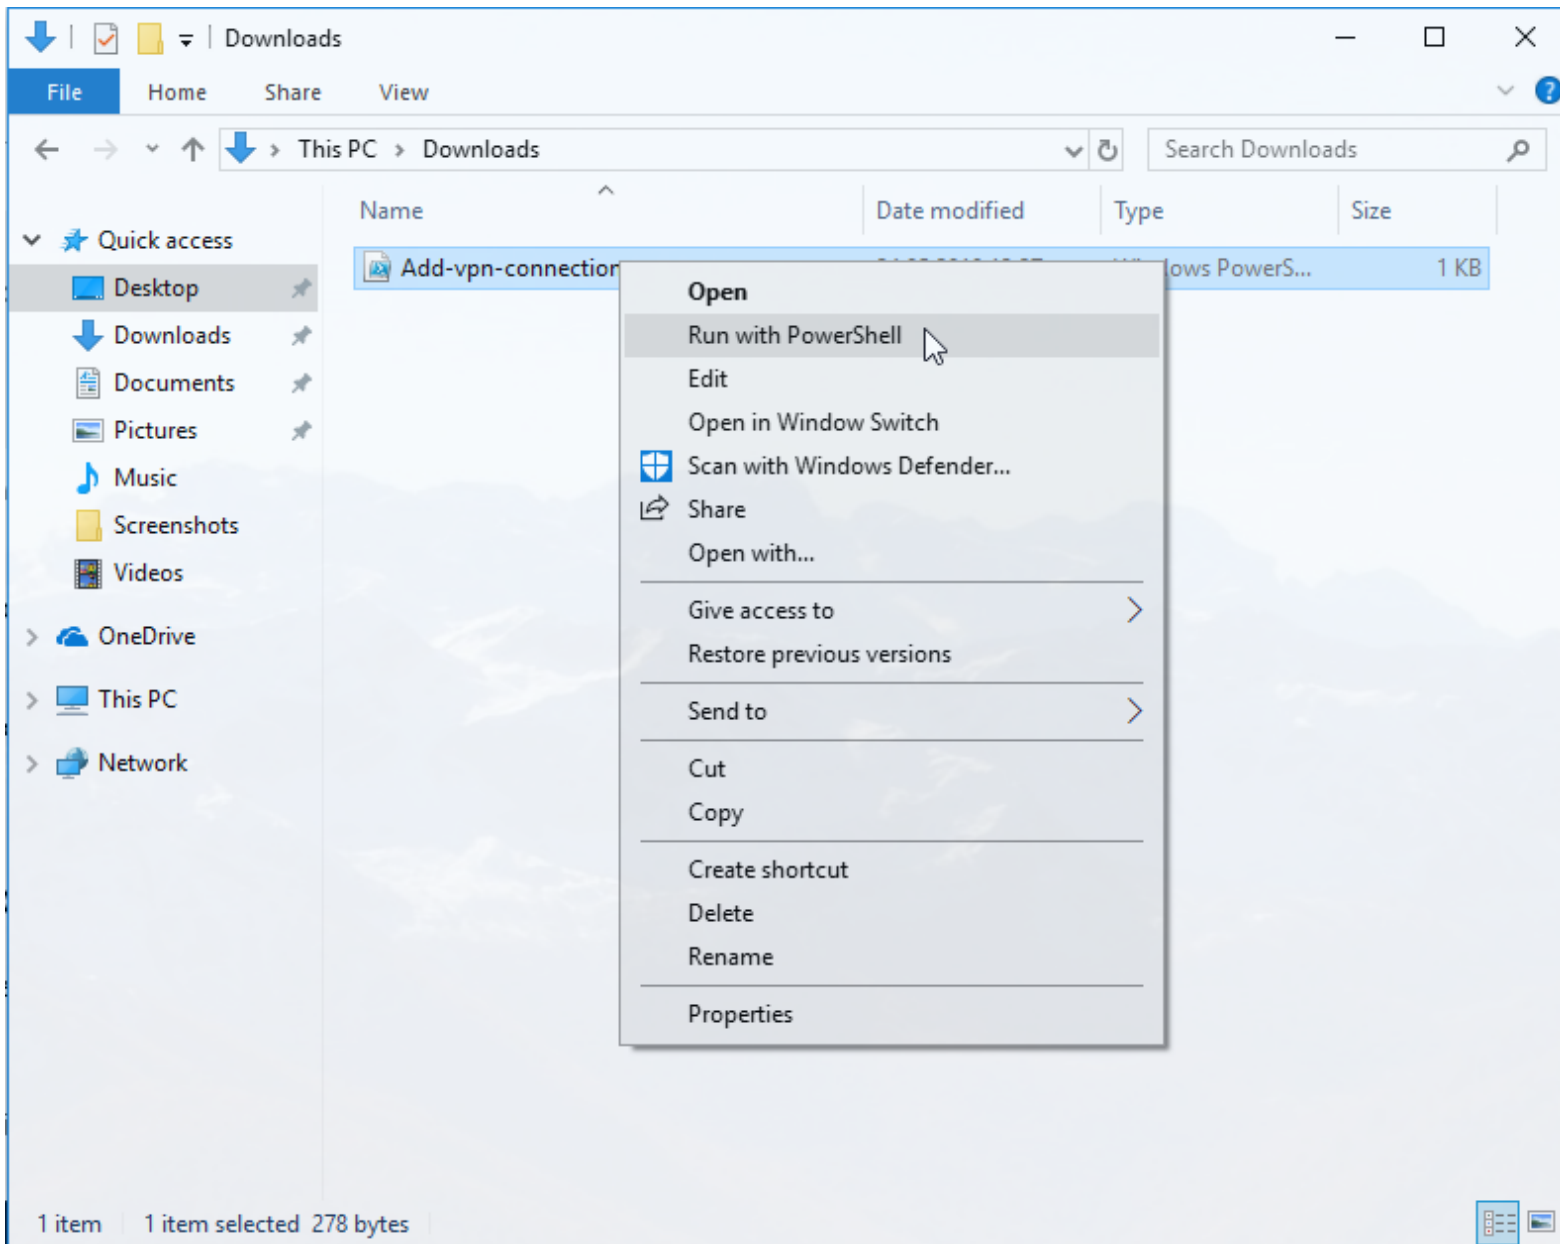 Downloads
File Home Share View
This PC > Downloads
Search Downloads
Name Date modified Type Size
Quick access
Desktop
Downloads
Documents
Pictures
Music
Screenshots
Videos
OneDrive
This PC
Network
Add-vpn-connection PowerS... 1 KB
Open
Run with PowerShell
Edit
Open in Window Switch
Scan with Windows Defender...
Share
Open with...
Give access to
Restore previous versions
Send to
Cut
Copy
Create shortcut
Delete
Rename
Properties
1 item 1 item selected 278 bytes